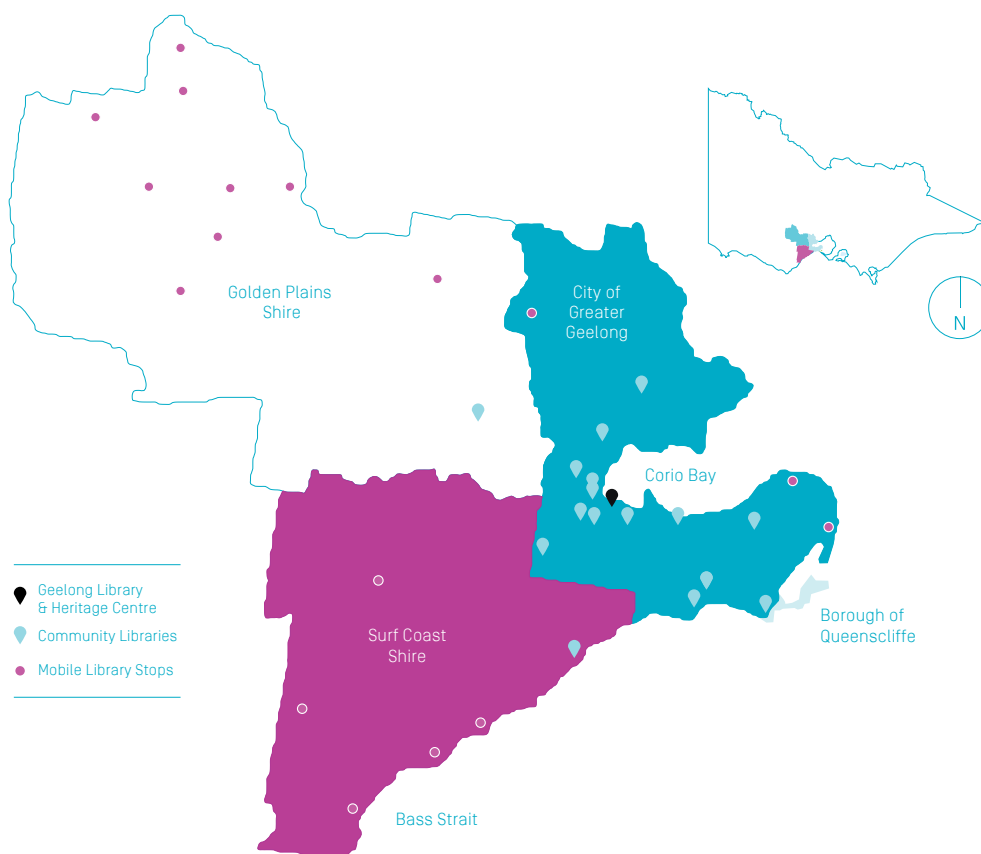 Golden Plains
Shire
City of
Greater
Geelong
N
Corio Bay
Geelong Library
& Heritage Centre
Community Libraries
Mobile Library Stops
Surf Coast
Shire
Borough of
Queenscliffe
Bass Strait